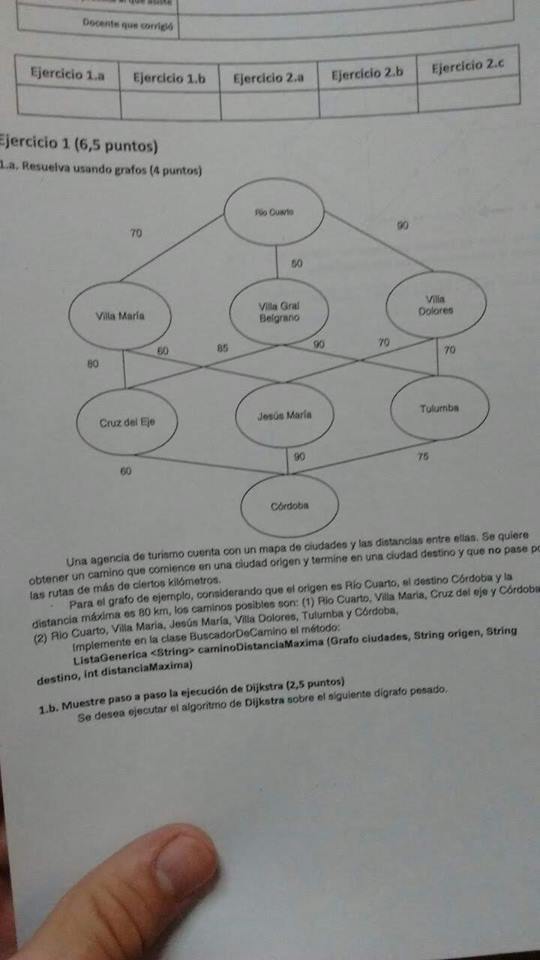 Docente que corrigió
Ejercicio 1.a Ejercicio 1.b Ejercicio 2.a Ejercicio 2.b Ejercicio 2.c
Ejercicio 1 (6,5 puntos)
1.a. Resuelva usando grafos (4 puntos)
Rio Cuarto
70
90
50
Villa María
Villa Gral
Belgrano
Villa
Dolores
80
60
85
90
70
70
Cruz del Eje
Jesús María
Tulumba
60
90
75
Córdoba
Una agencia de turismo cuenta con un mapa de ciudades y las distancias entre ellas. Se quiere
obtener un camino que comience en una ciudad origen y termine en una ciudad destino y que no pase
las rutas de más de ciertos kilómetros.
Para el grafo de ejemplo, considerando que el origen es Río Cuarto, el destino Córdoba y la
distancia máxima es 80 km, los caminos posibles son: (1) Rio Cuarto, Villa Maria, Cruz del eje y Córdoba
(2) Rio Cuarto, Villa Maria, Jesús María, Villa Dolores, Tulumba y Córdoba,
Implemente en la clase BuscadorDeCamino el método:
ListaGenerica <String> caminoDistanciaMaxima (Grafo ciudades, String origen, String
destino, int distanciaMaxima)
1.b. Muestre paso a paso la ejecución de Dijkstra (2,5 puntos)
Se desea ejecutar el algoritmo de Dijkstra sobre el siguiente dígrafo pesado.